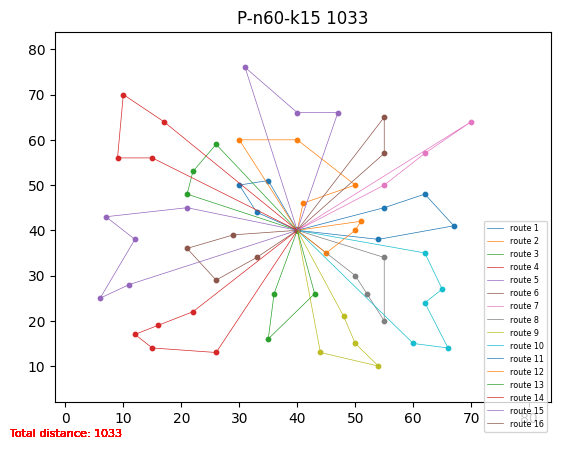 P-n60-k15 1033
80
70
60
50
40
30
20
10
0 10 20 30 40 50 60 70 80
route 1
route 2
route 3
route 4
route 5
route 6
route 7
route 8
route 9
route 10
route 11
route 12
route 13
route 14
route 15
route 16
Total distance: 1033